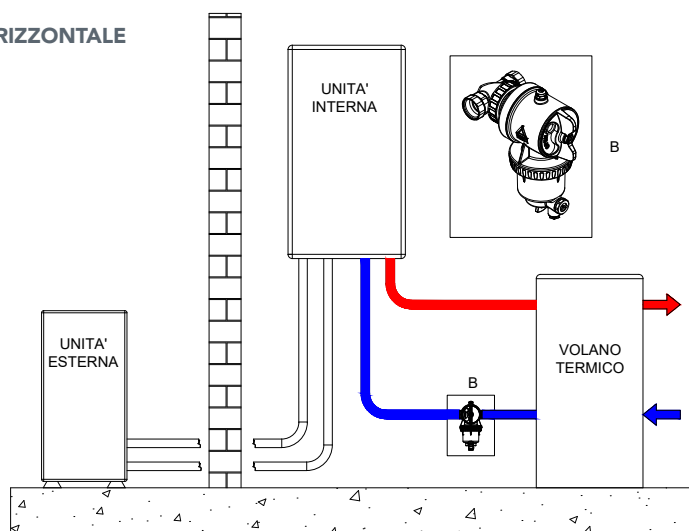 RIZZONTALE
UNITA'
INTERNA
B
UNITA'
ESTERNA
VOLANO
TERMICO
B